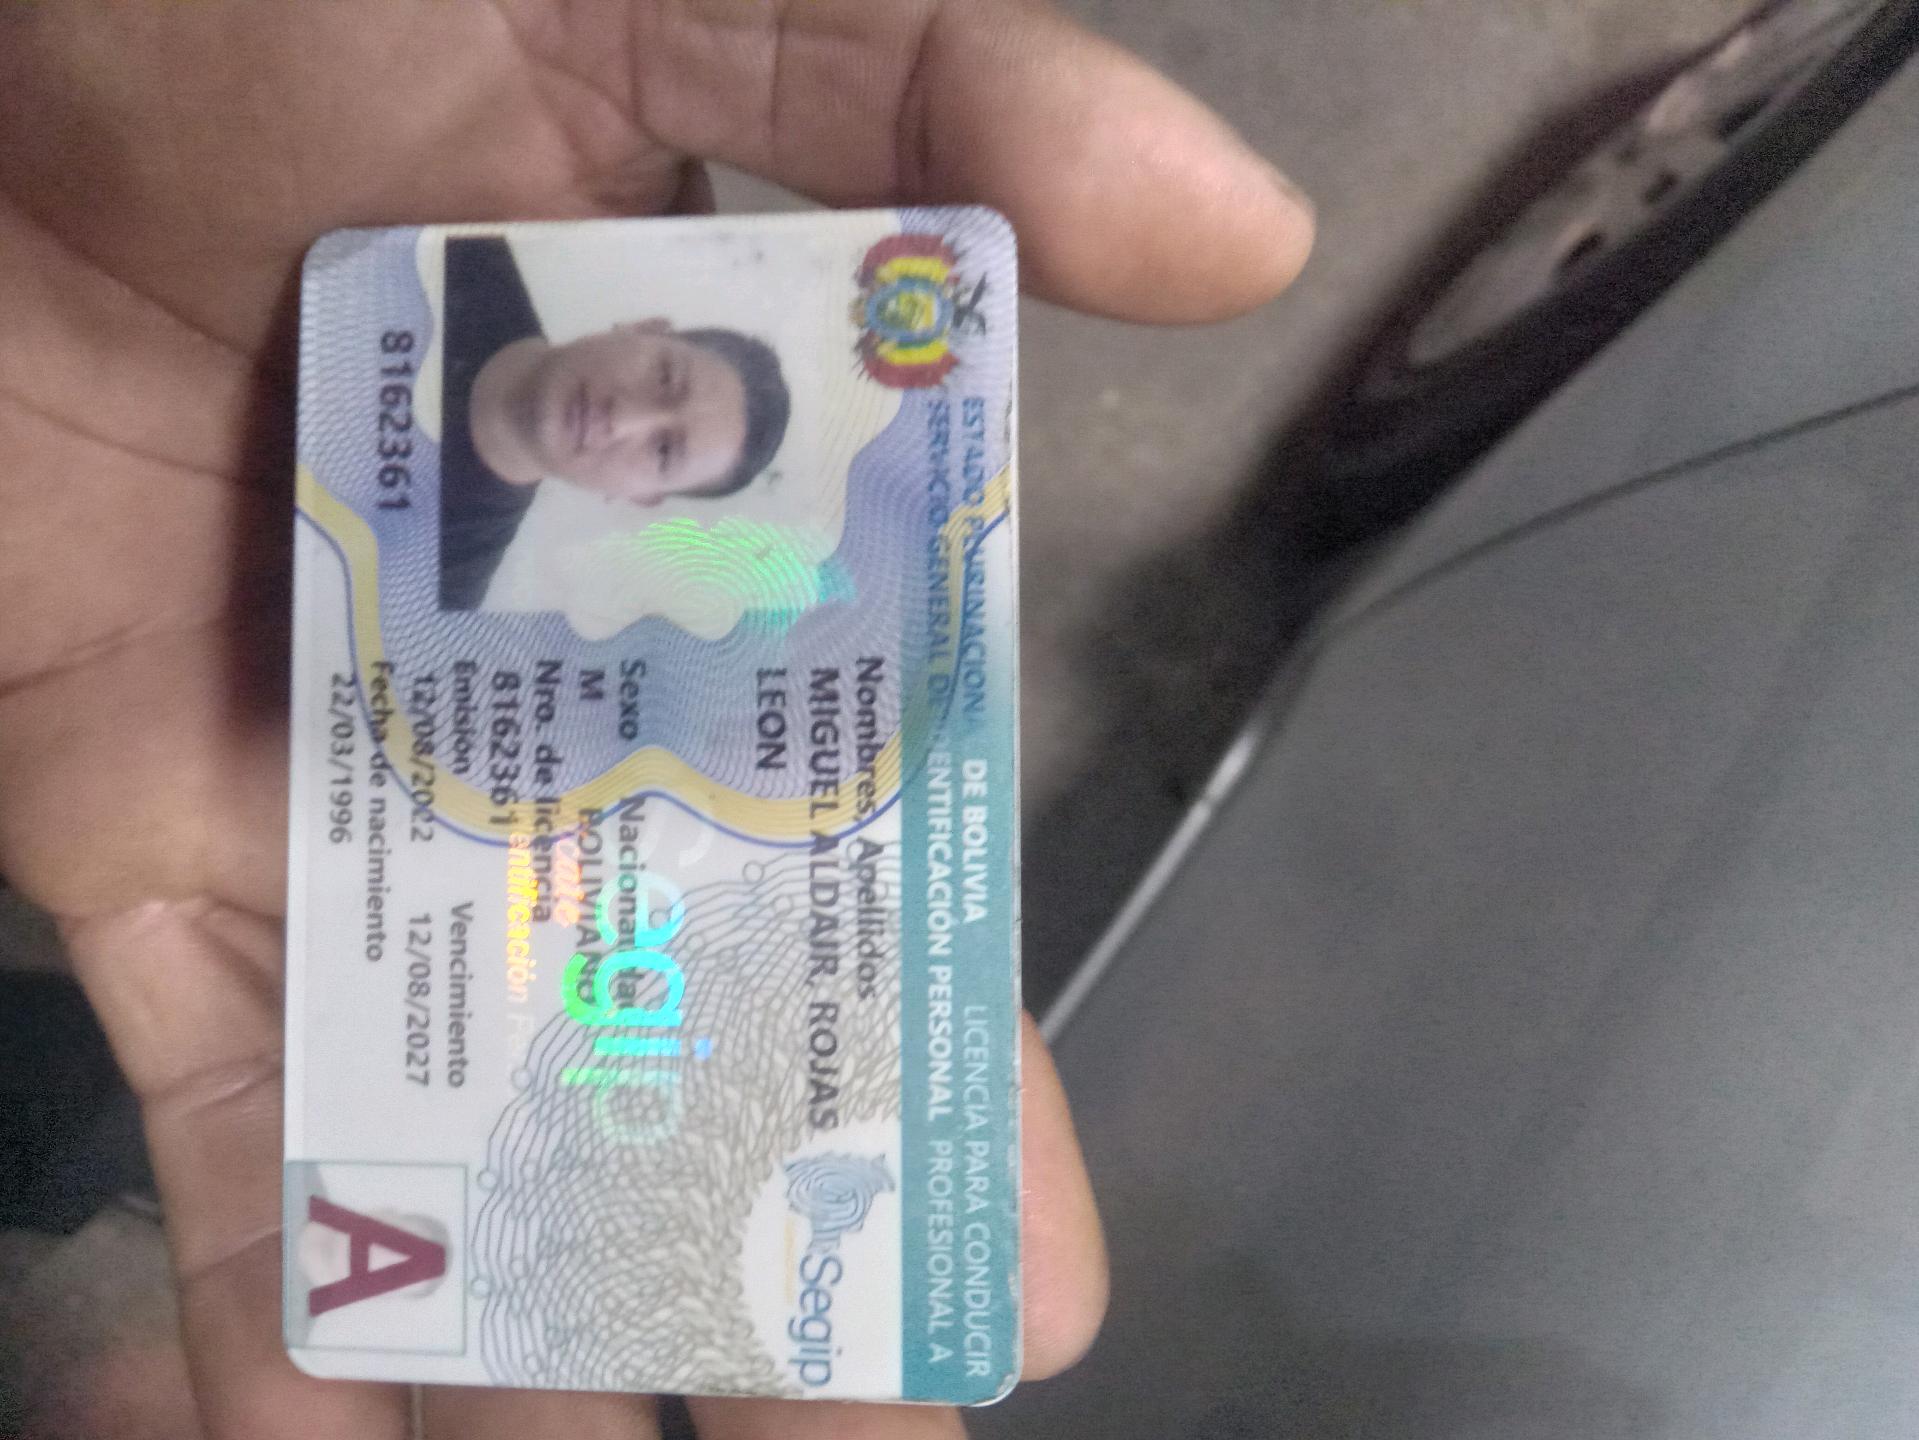 ESTADO PLURINACIONAL DE BOLIVIA LICENCIA PARA CONDUCIR
SERVICIO GENERAL DE IDENTIFICACIÓN PERSONAL PROFESIONAL A
Segip
Nombres, Apellidos
MIGUEL ALDAIR, ROJAS
LEON
Sexo Nacionalidad
M BOLIVIANO
Segip
Nro. de licencia
8162361
Emisión Vencimiento
12/08/2022 12/08/2027
Fecha de nacimiento
22/03/1996
8162361
A